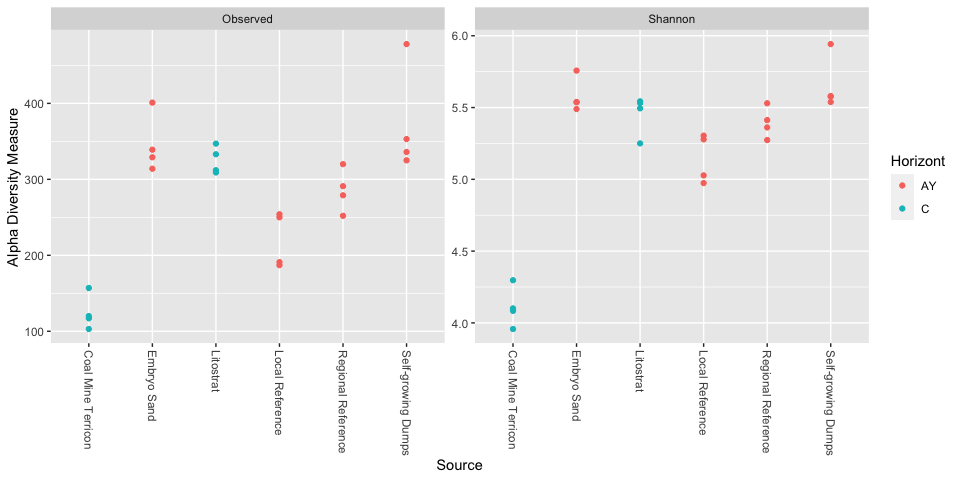 Observed
Shannon
Alpha Diversity Measure
400
300
200
100
6.0
5.5
5.0
4.5
4.0
Coal Mine Terricon
Embryo Sand
Litostrat
Local Reference
Regional Reference
Self-growing Dumps
Coal Mine Terricon
Embryo Sand
Litostrat
Local Reference
Regional Reference
Self-growing Dumps
Source
Horizont
AY
C